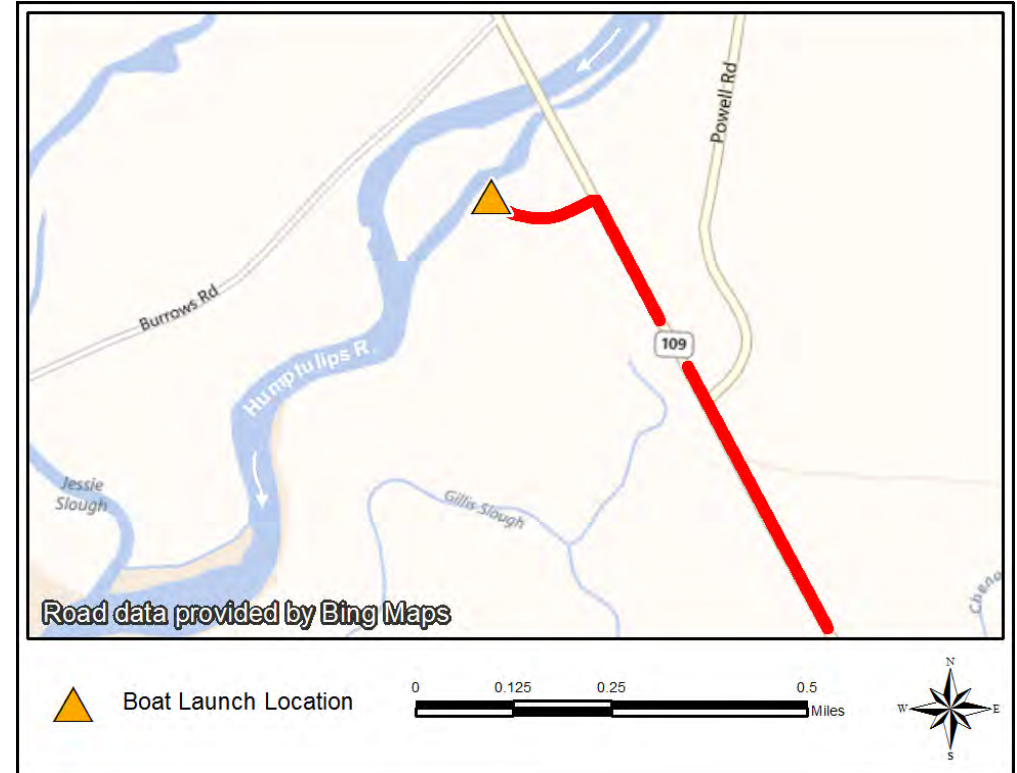 Powell Rd
Burrows Rd
109
Humptulips R.
Jessie
Slough
Gillis Slough
Cheno
Road data provided by Bing Maps
Boat Launch Location
0
0.125
0.25
0.5
Miles
N
W
E
S